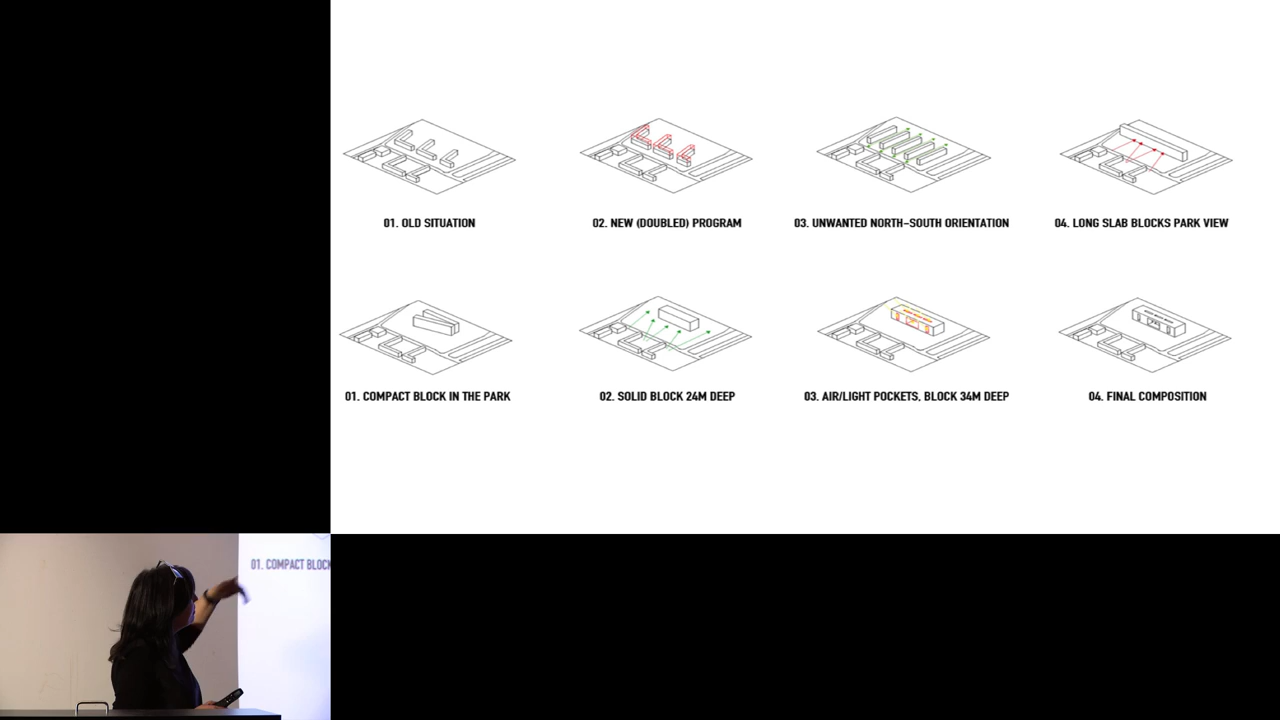 01. OLD SITUATION
02. NEW (DOUBLED) PROGRAM
03. UNWANTED NORTH-SOUTH ORIENTATION
04. LONG SLAB BLOCKS PARK VIEW
01. COMPACT BLOCK IN THE PARK
02. SOLID BLOCK 24M DEEP
03. AIR/LIGHT POCKETS, BLOCK 34M DEEP
04. FINAL COMPOSITION
01. COMPACT BLOCK